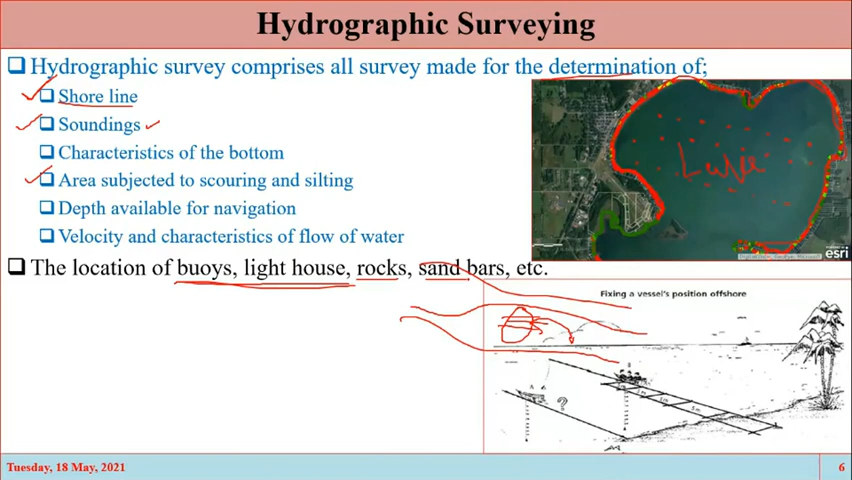 Hydrographic Surveying
Hydrographic survey comprises all survey made for the determination of;
Shore line
Soundings
Characteristics of the bottom
Area subjected to scouring and silting
Depth available for navigation
Velocity and characteristics of flow of water
The location of buoys, light house, rocks, sand bars, etc.
esri
Fixing a vessel's position offshore
?
Tuesday, 18 May, 2021
6